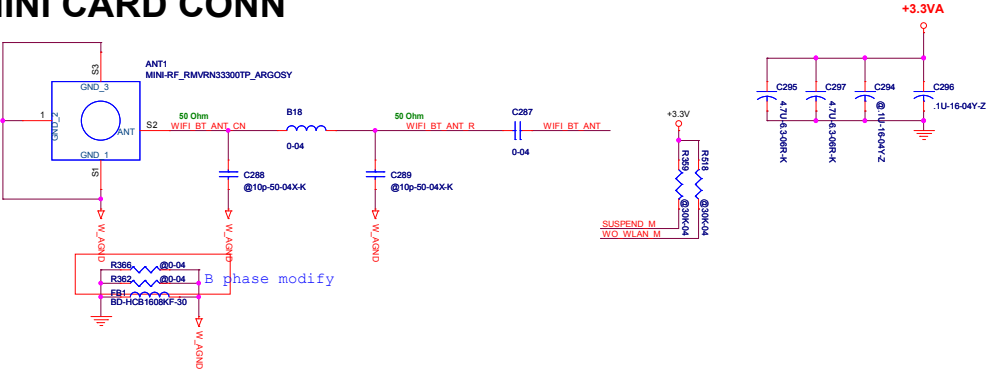 MINI CARD CONN
+3.3VA
ANT1
MINI-RF_RMVRN33300TP_ARGOSY
S3
GND_3
1
GND_2
ANT
S2
GND_1
S1
50 Ohm
WIFI_BT_ANT_CN
B18
0-04
50 Ohm
WIFI_BT_ANT_R
C287
0-04
WIFI_BT_ANT
C288
@10p-50-04X-K
C289
@10p-50-04X-K
W_AGND
W_AGND
W_AGND
+3.3V
R359
@30K-04
R518
@30K-04
SUSPEND_M
WO_WLAN_M
C295
4.7U-6.3-06R-K
C297
4.7U-6.3-06R-K
C294
@.1U-16-04Y-Z
C296
.1U-16-04Y-Z
R366
@0-04
R362
@0-04
FB1
BD-HCB1608KF-30
B phase modify
W_AGND